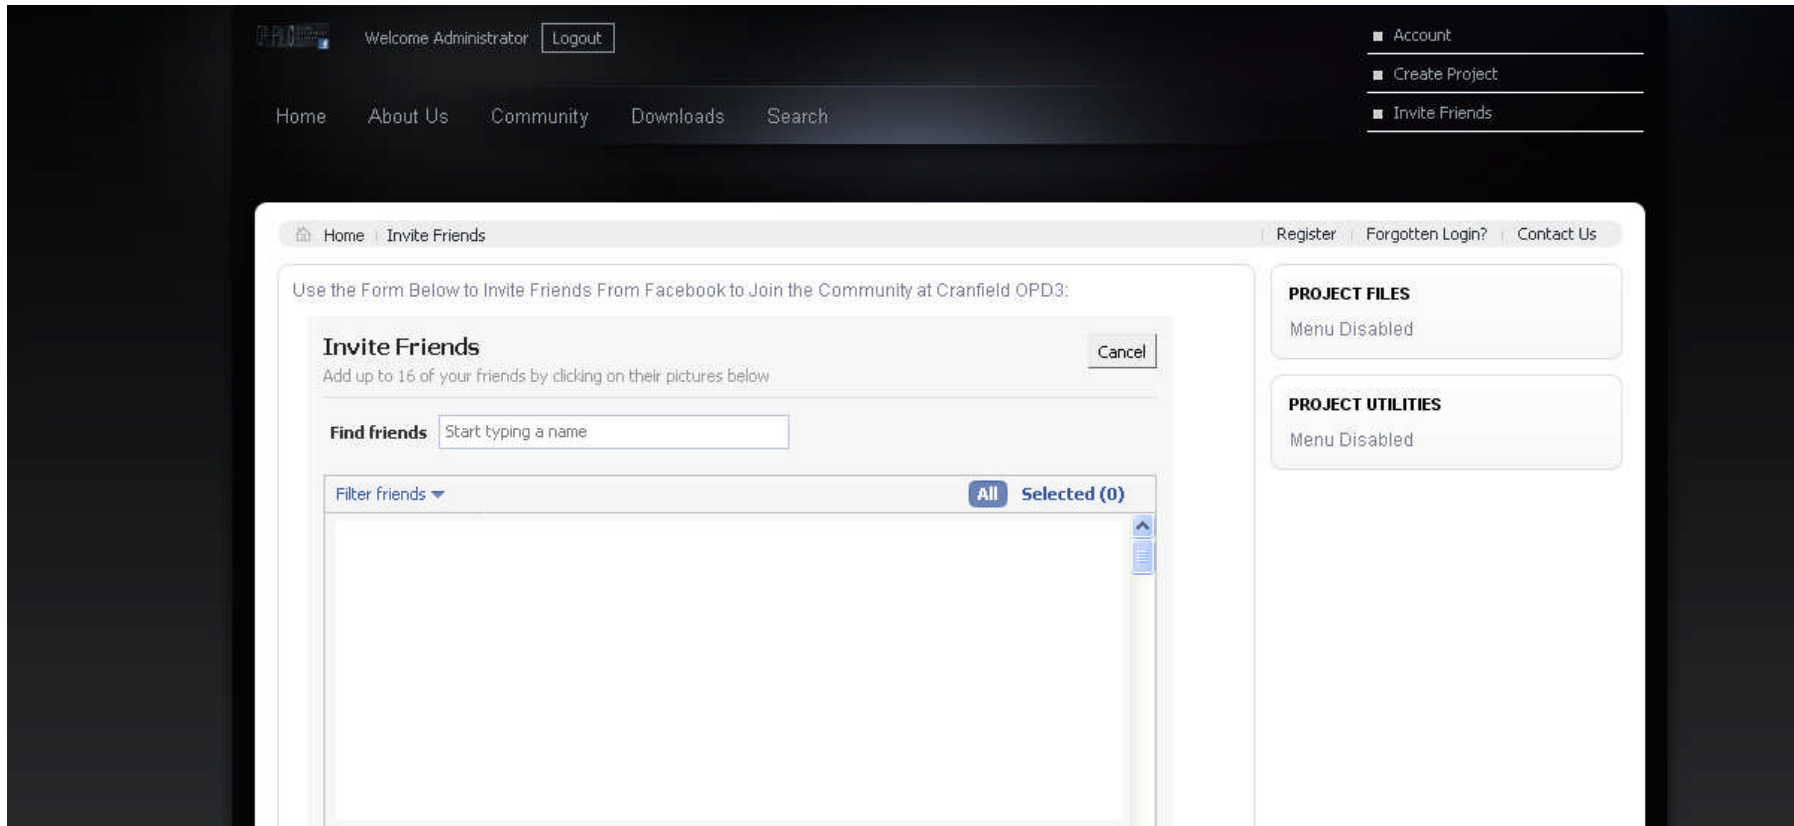 Welcome Administrator Logout
Account
Create Project
Invite Friends
Home About Us Community Downloads Search
Home Invite Friends
Register Forgotten Login? Contact Us
Use the Form Below to Invite Friends From Facebook to Join the Community at Cranfield OPD3:
Invite Friends
Cancel
Add up to 16 of your friends by clicking on their pictures below
Find friends Start typing a name
Filter friends All Selected (0)
PROJECT FILES
Menu Disabled
PROJECT UTILITIES
Menu Disabled